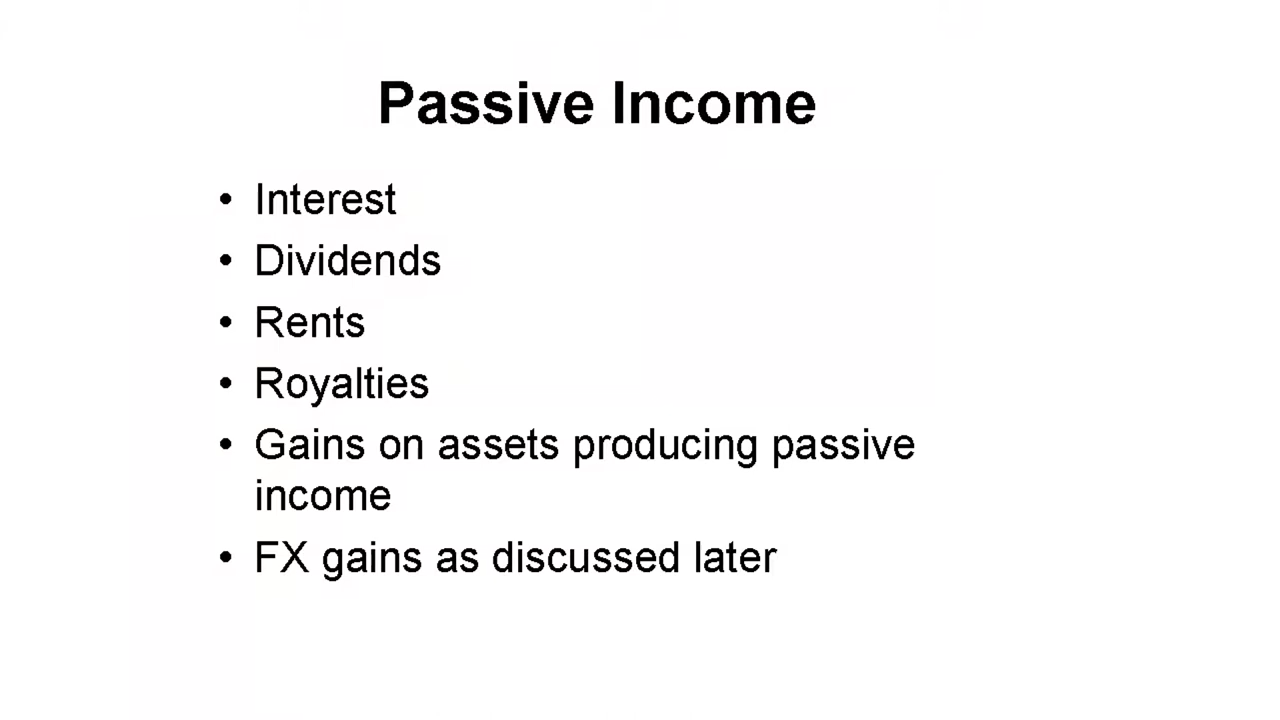 Passive Income
• Interest
• Dividends
• Rents
• Royalties
• Gains on assets producing passive
income
• FX gains as discussed later